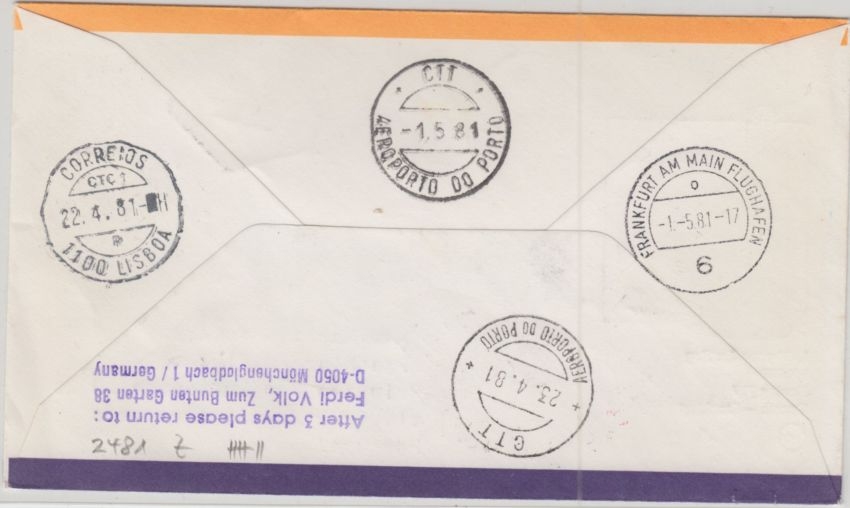 CTT
AEROPORTO DO PORTO
-1.5 81
CORREIOS
CTC 1
22.4.81-
1100 LISBOA
FRANKFURT AM MAIN FLUGHAFEN
-1.-5.81-17
6
CTT
23.4.81
AEROPORTO DO PORTO
After 3 days please return to:
Ferdi Volk, Zum Bunten Garten 38
D-4050 Mönchengladbach 1 / Germany
2481 Z